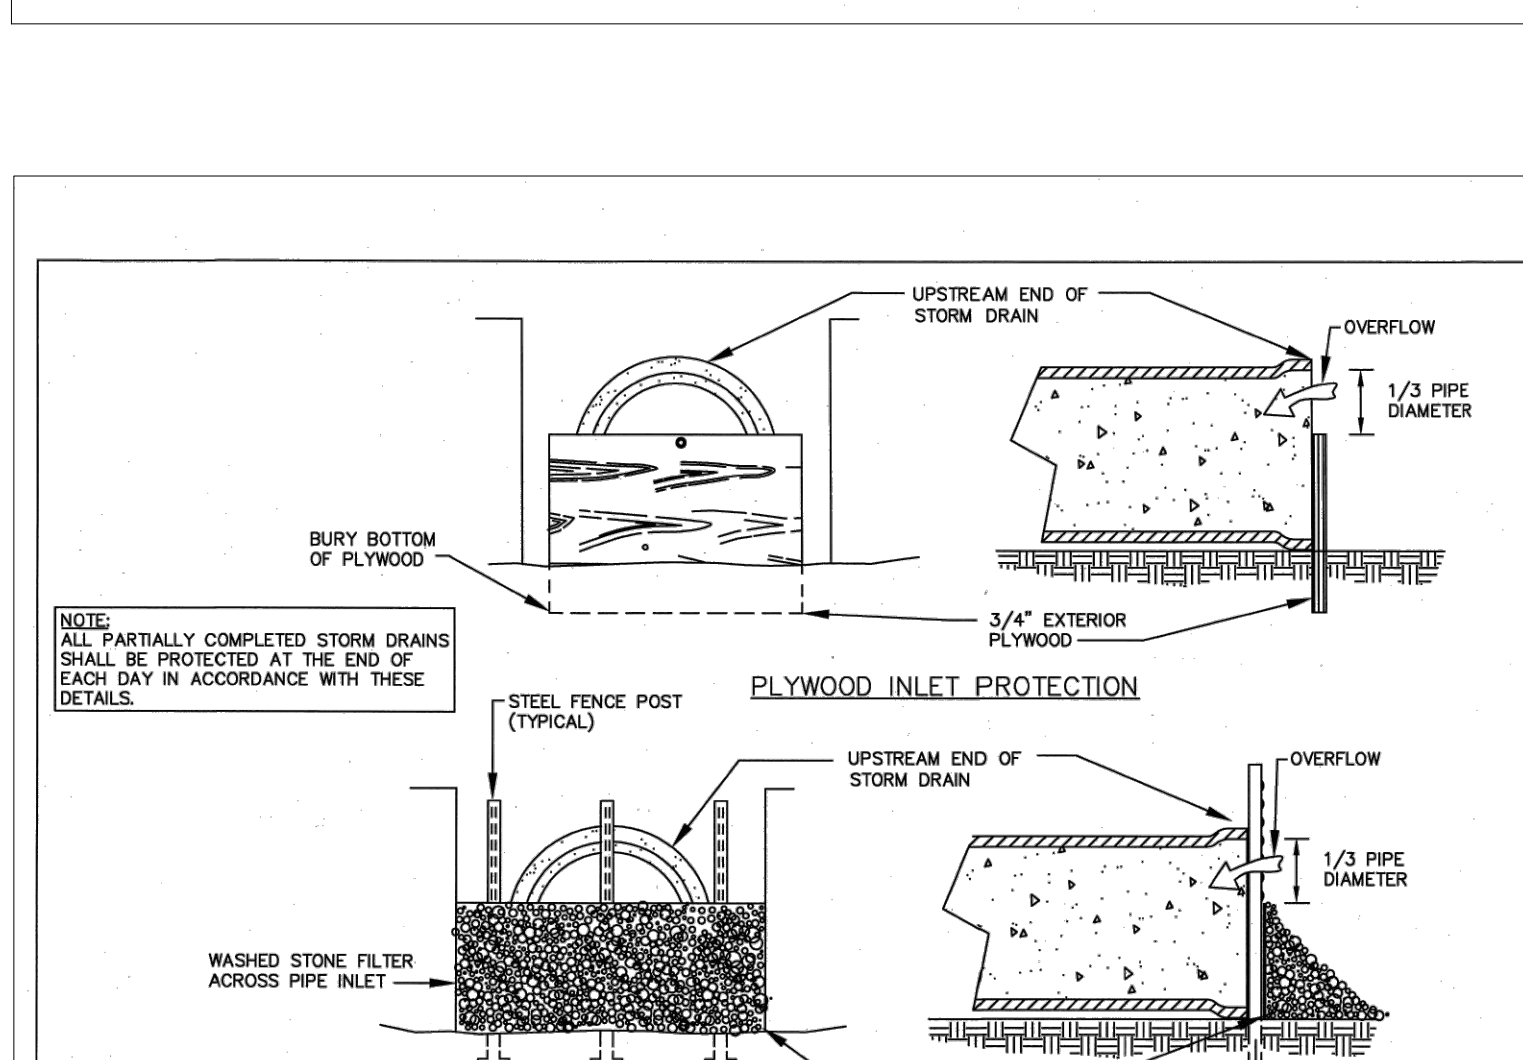 UPSTREAM END OF
STORM DRAIN
OVERFLOW
1/3 PIPE
DIAMETER
BURY BOTTOM
OF PLYWOOD
3/4" EXTERIOR
PLYWOOD
NOTE:
ALL PARTIALLY COMPLETED STORM DRAINS
SHALL BE PROTECTED AT THE END OF
EACH DAY IN ACCORDANCE WITH THESE
DETAILS.
PLYWOOD INLET PROTECTION
STEEL FENCE POST
(TYPICAL)
UPSTREAM END OF
STORM DRAIN
OVERFLOW
1/3 PIPE
DIAMETER
WASHED STONE FILTER
ACROSS PIPE INLET